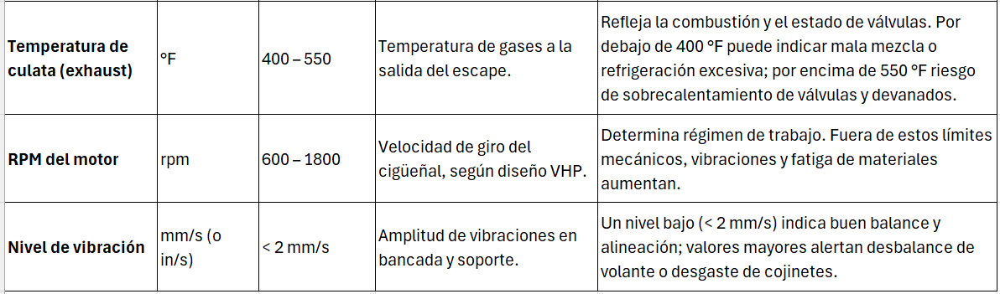 Temperatura de
culata (exhaust)
°F
400 – 550
Temperatura de gases a la
salida del escape.
Refleja la combustión y el estado de válvulas. Por
debajo de 400 °F puede indicar mala mezcla o
refrigeración excesiva; por encima de 550 °F riesgo
de sobrecalentamiento de válvulas y devanados.
RPM del motor
rpm
600 – 1800
Velocidad de giro del
cigüeñal, según diseño VHP.
Determina régimen de trabajo. Fuera de estos límites
mecánicos, vibraciones y fatiga de materiales
aumentan.
Nivel de vibración
mm/s (o
in/s)
< 2 mm/s
Amplitud de vibraciones en
bancada y soporte.
Un nivel bajo (< 2 mm/s) indica buen balance y
alineación; valores mayores alertan desbalance de
volante o desgaste de cojinetes.